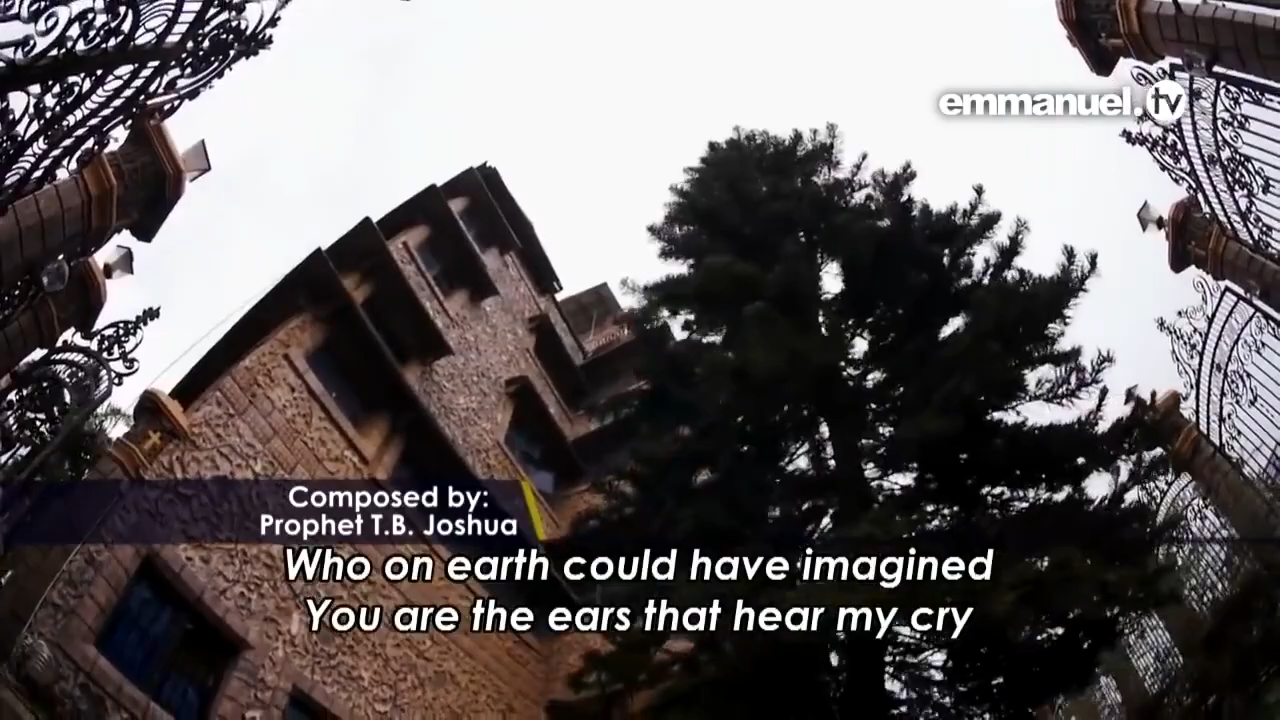 emmanuel.tv
Composed by:
Prophet T.B. Joshua
Who on earth could have imagined
You are the ears that hear my cry